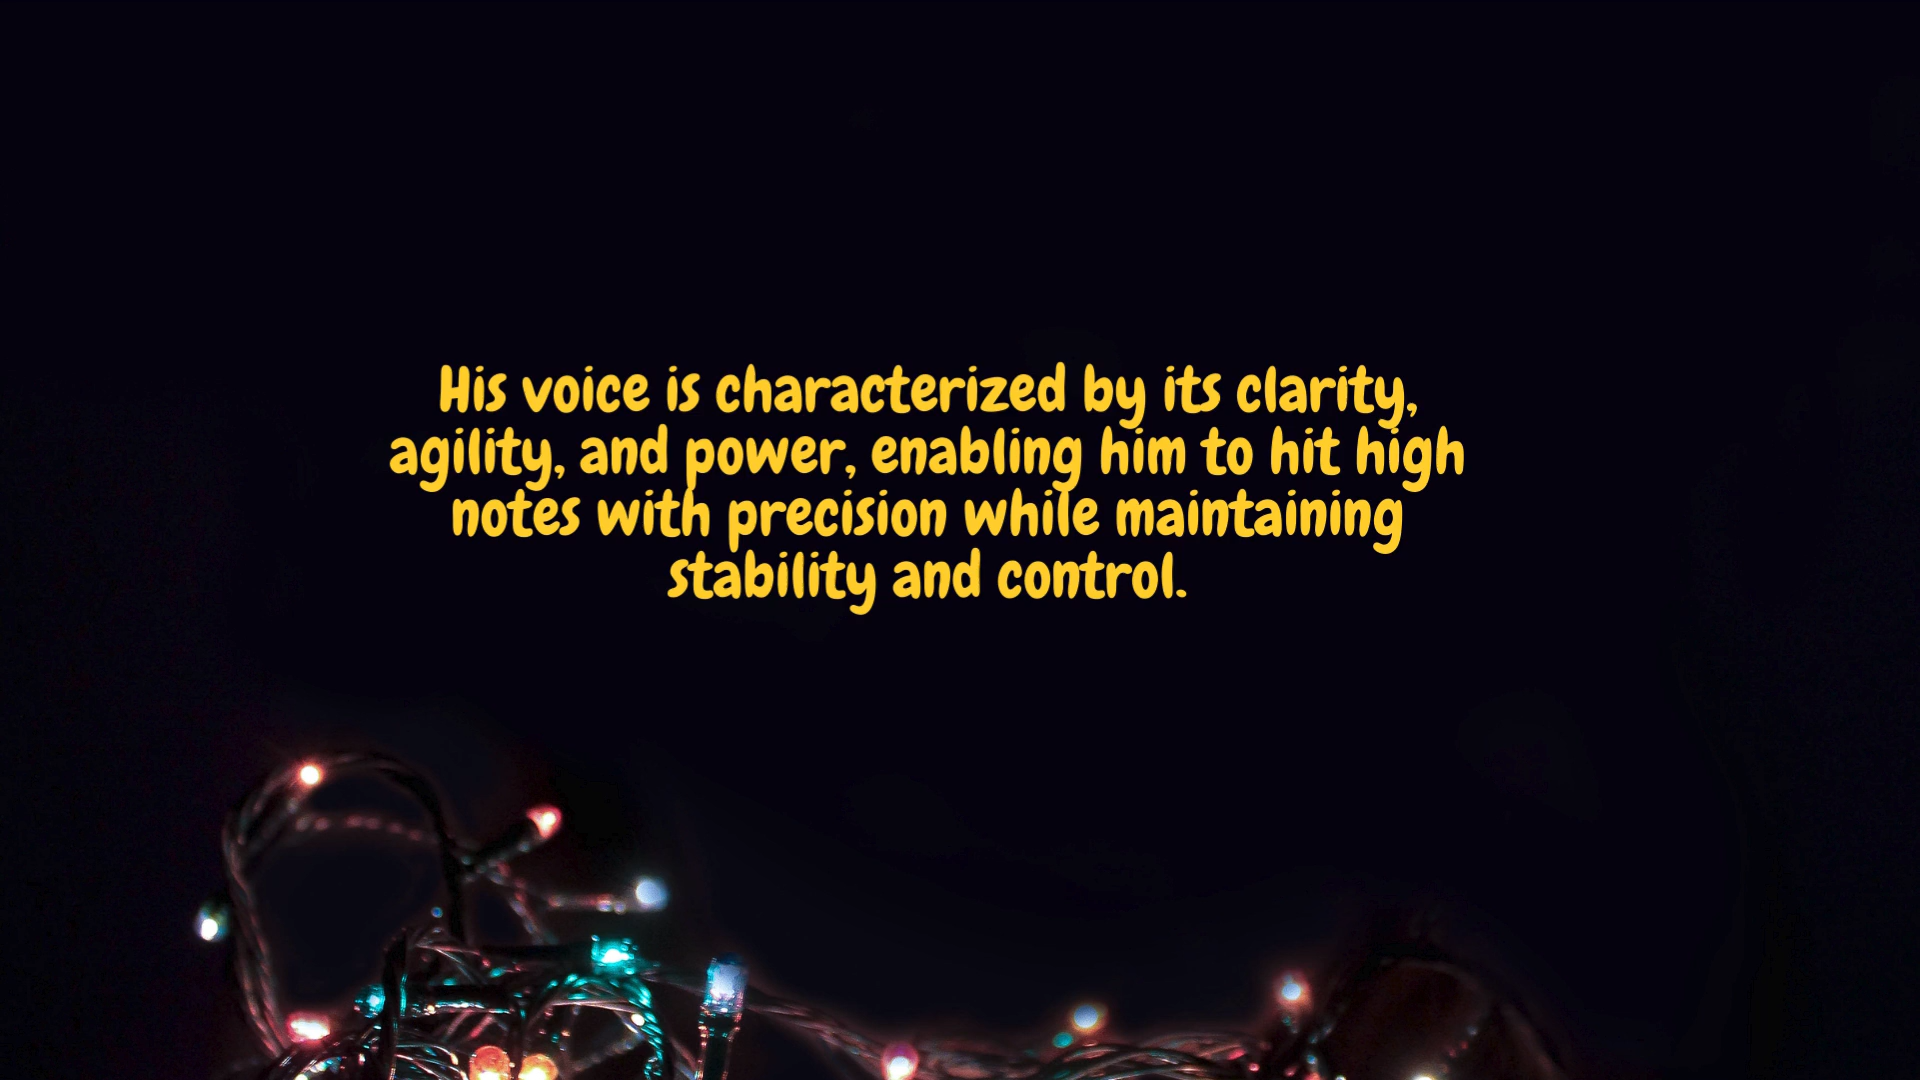 His voice is characterized by its clarity,
agility, and power, enabling him to hit high
notes with precision while maintaining
stability and control.